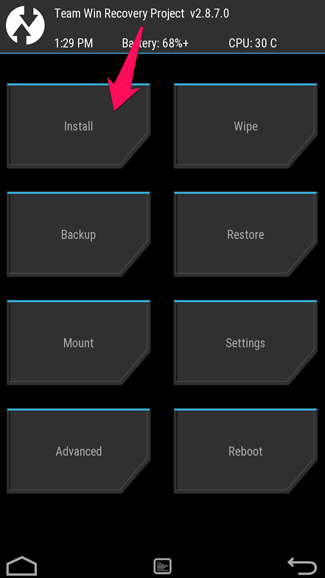 Team Win Recovery Project v2.8.7.0
1:29 PM Battery: 68%+ CPU: 30 C
Install Wipe
Backup Restore
Mount Settings
Advanced Reboot